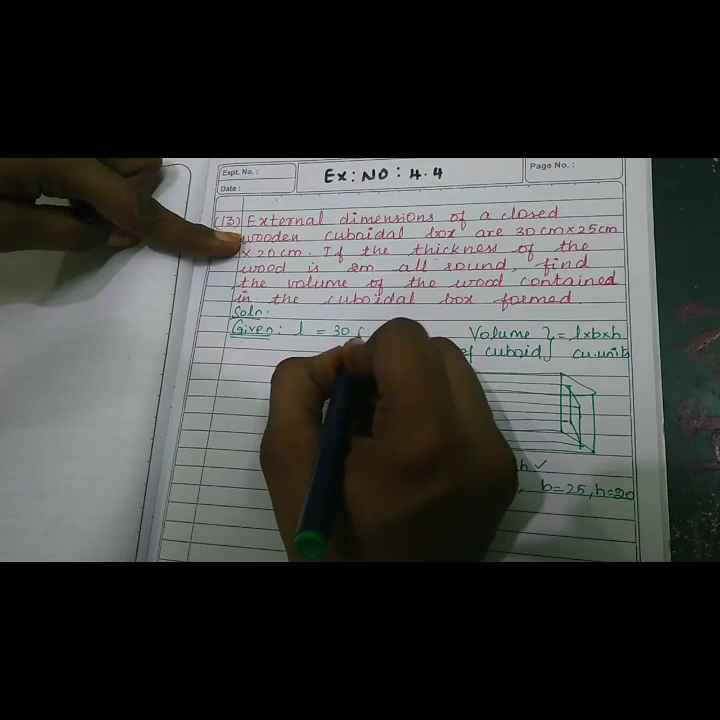 Expt. No. :
Date :
Ex: NO : 4.4
Page No. :
(13) External dimensions of a closed
wooden cuboidal box are 30cm×25cm
× 20cm. If the thickness of the
wood is 2m all round, find
the volume of the wood contained
in the cuboidal box formed.
Soln:
Given: l = 30 c
Volume } = l×b×h
of cuboid } cu.units
h ✓
, b=25, h=20